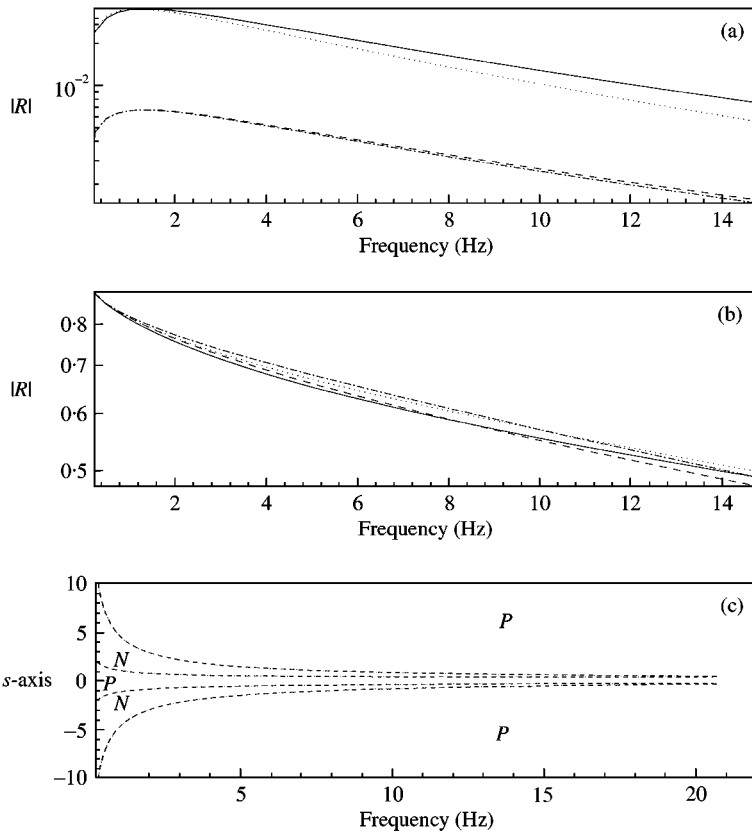 (a)
10⁻²
|R|
2 4 6 8 10 12 14
Frequency (Hz)
(b)
0·8
0·7
|R|
0·6
0·5
2 4 6 8 10 12 14
Frequency (Hz)
10
(c)
P
5
N
s-axis 0
P
N
−5
P
−10
5 10 15 20
Frequency (Hz)